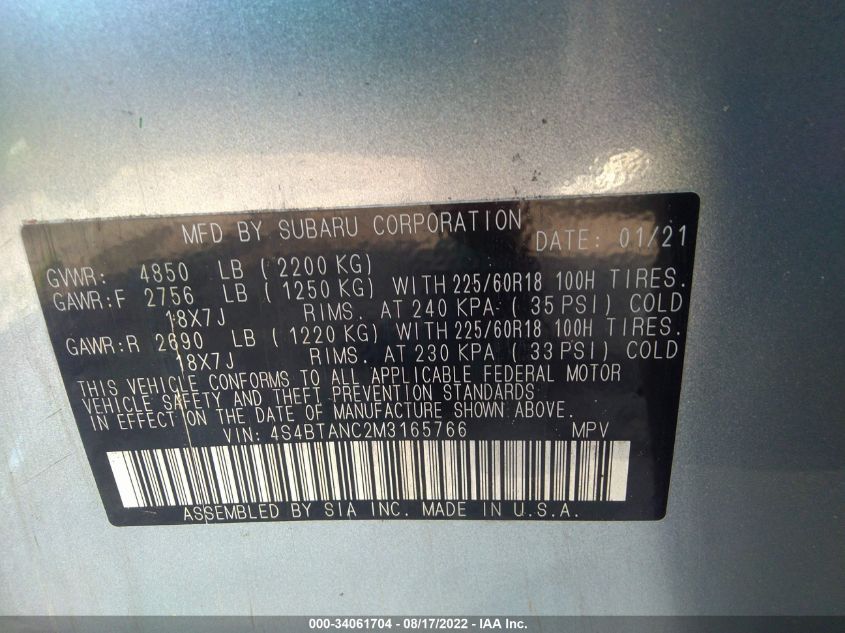 MFD BY SUBARU CORPORATION DATE: 01/21
GVWR: 4850 LB ( 2200 KG)
GAWR:F 2756 LB ( 1250 KG) WITH 225/60R18 100H TIRES.
18X7J RIMS. AT 240 KPA ( 35 PSI) COLD
GAWR:R 2690 LB ( 1220 KG) WITH 225/60R18 100H TIRES.
18X7J RIMS. AT 230 KPA ( 33 PSI) COLD
THIS VEHICLE CONFORMS TO ALL APPLICABLE FEDERAL MOTOR
VEHICLE SAFETY AND THEFT PREVENTION STANDARDS
IN EFFECT ON THE DATE OF MANUFACTURE SHOWN ABOVE.
VIN: 4S4BTANC2M3165766 MPV
ASSEMBLED BY SIA INC. MADE IN U.S.A.
000-34061704 - 08/17/2022 - IAA Inc.